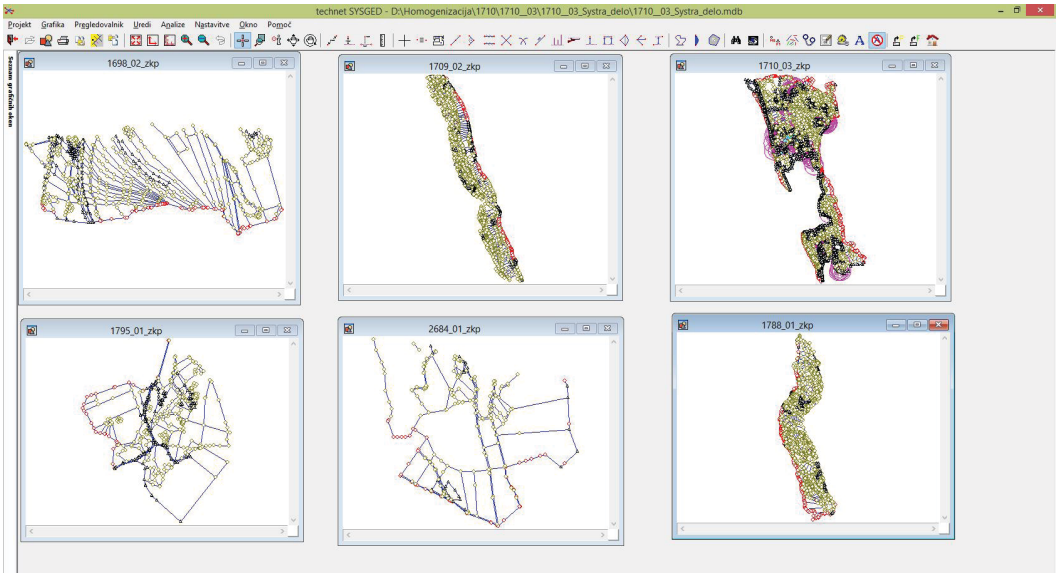 technet SYSGED - D:\Homogenizacija\1710\1710__03\1710__03_Systra_delo\1710__03_Systra_delo.mdb
Projekt Grafika Pregledovalnik Uredi Analize Nastavitve Okno Pomoč
Seznam grafičnih oken
1698_02_zkp
1709_02_zkp
1710_03_zkp
1795_01_zkp
2684_01_zkp
1788_01_zkp